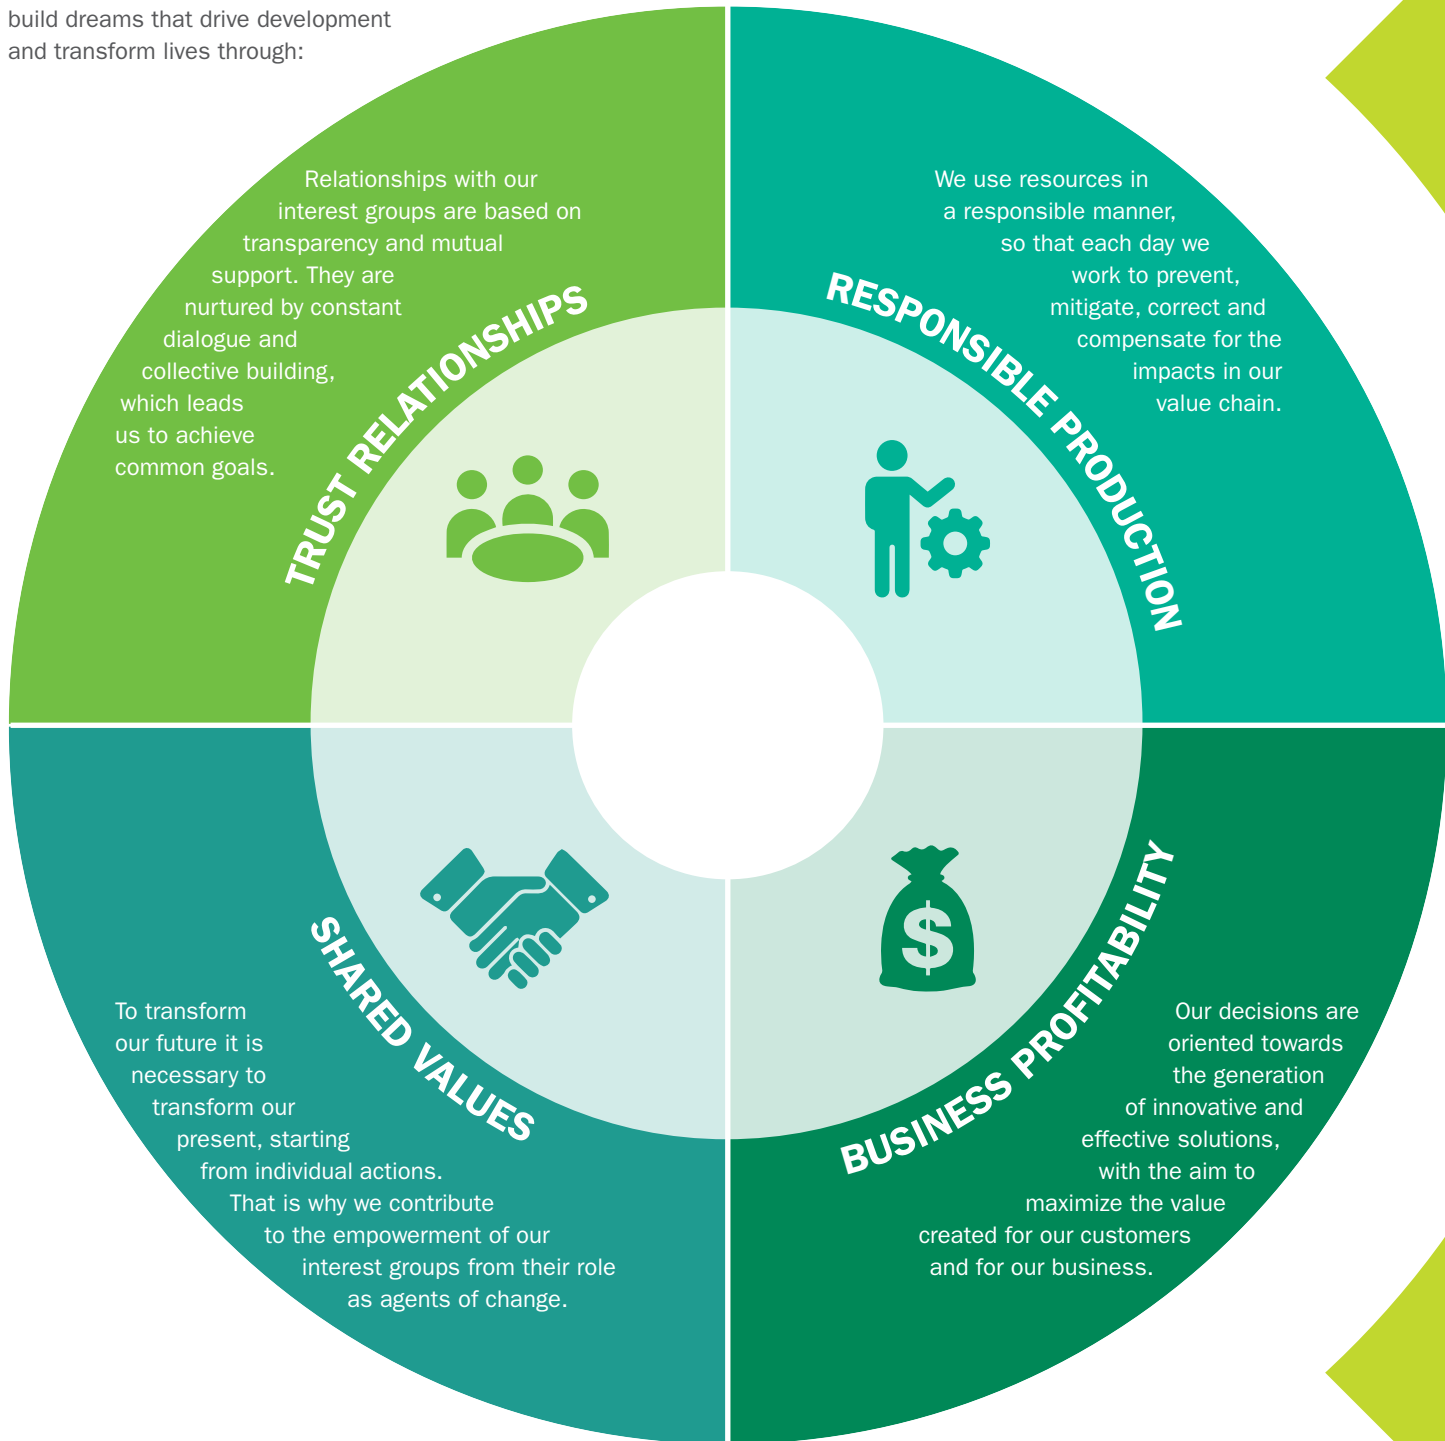 build dreams that drive development
and transform lives through:
Relationships with our
interest groups are based on
transparency and mutual
support. They are
nurtured by constant
dialogue and
collective building,
which leads
us to achieve
common goals.
TRUST RELATIONSHIPS
We use resources in
a responsible manner,
so that each day we
work to prevent,
mitigate, correct and
compensate for the
impacts in our
value chain.
RESPONSIBLE PRODUCTION
SHARED VALUES
To transform
our future it is
necessary to
transform our
present, starting
from individual actions.
That is why we contribute
to the empowerment of our
interest groups from their role
as agents of change.
BUSINESS PROFITABILITY
$
Our decisions are
oriented towards
the generation
of innovative and
effective solutions,
with the aim to
maximize the value
created for our customers
and for our business.